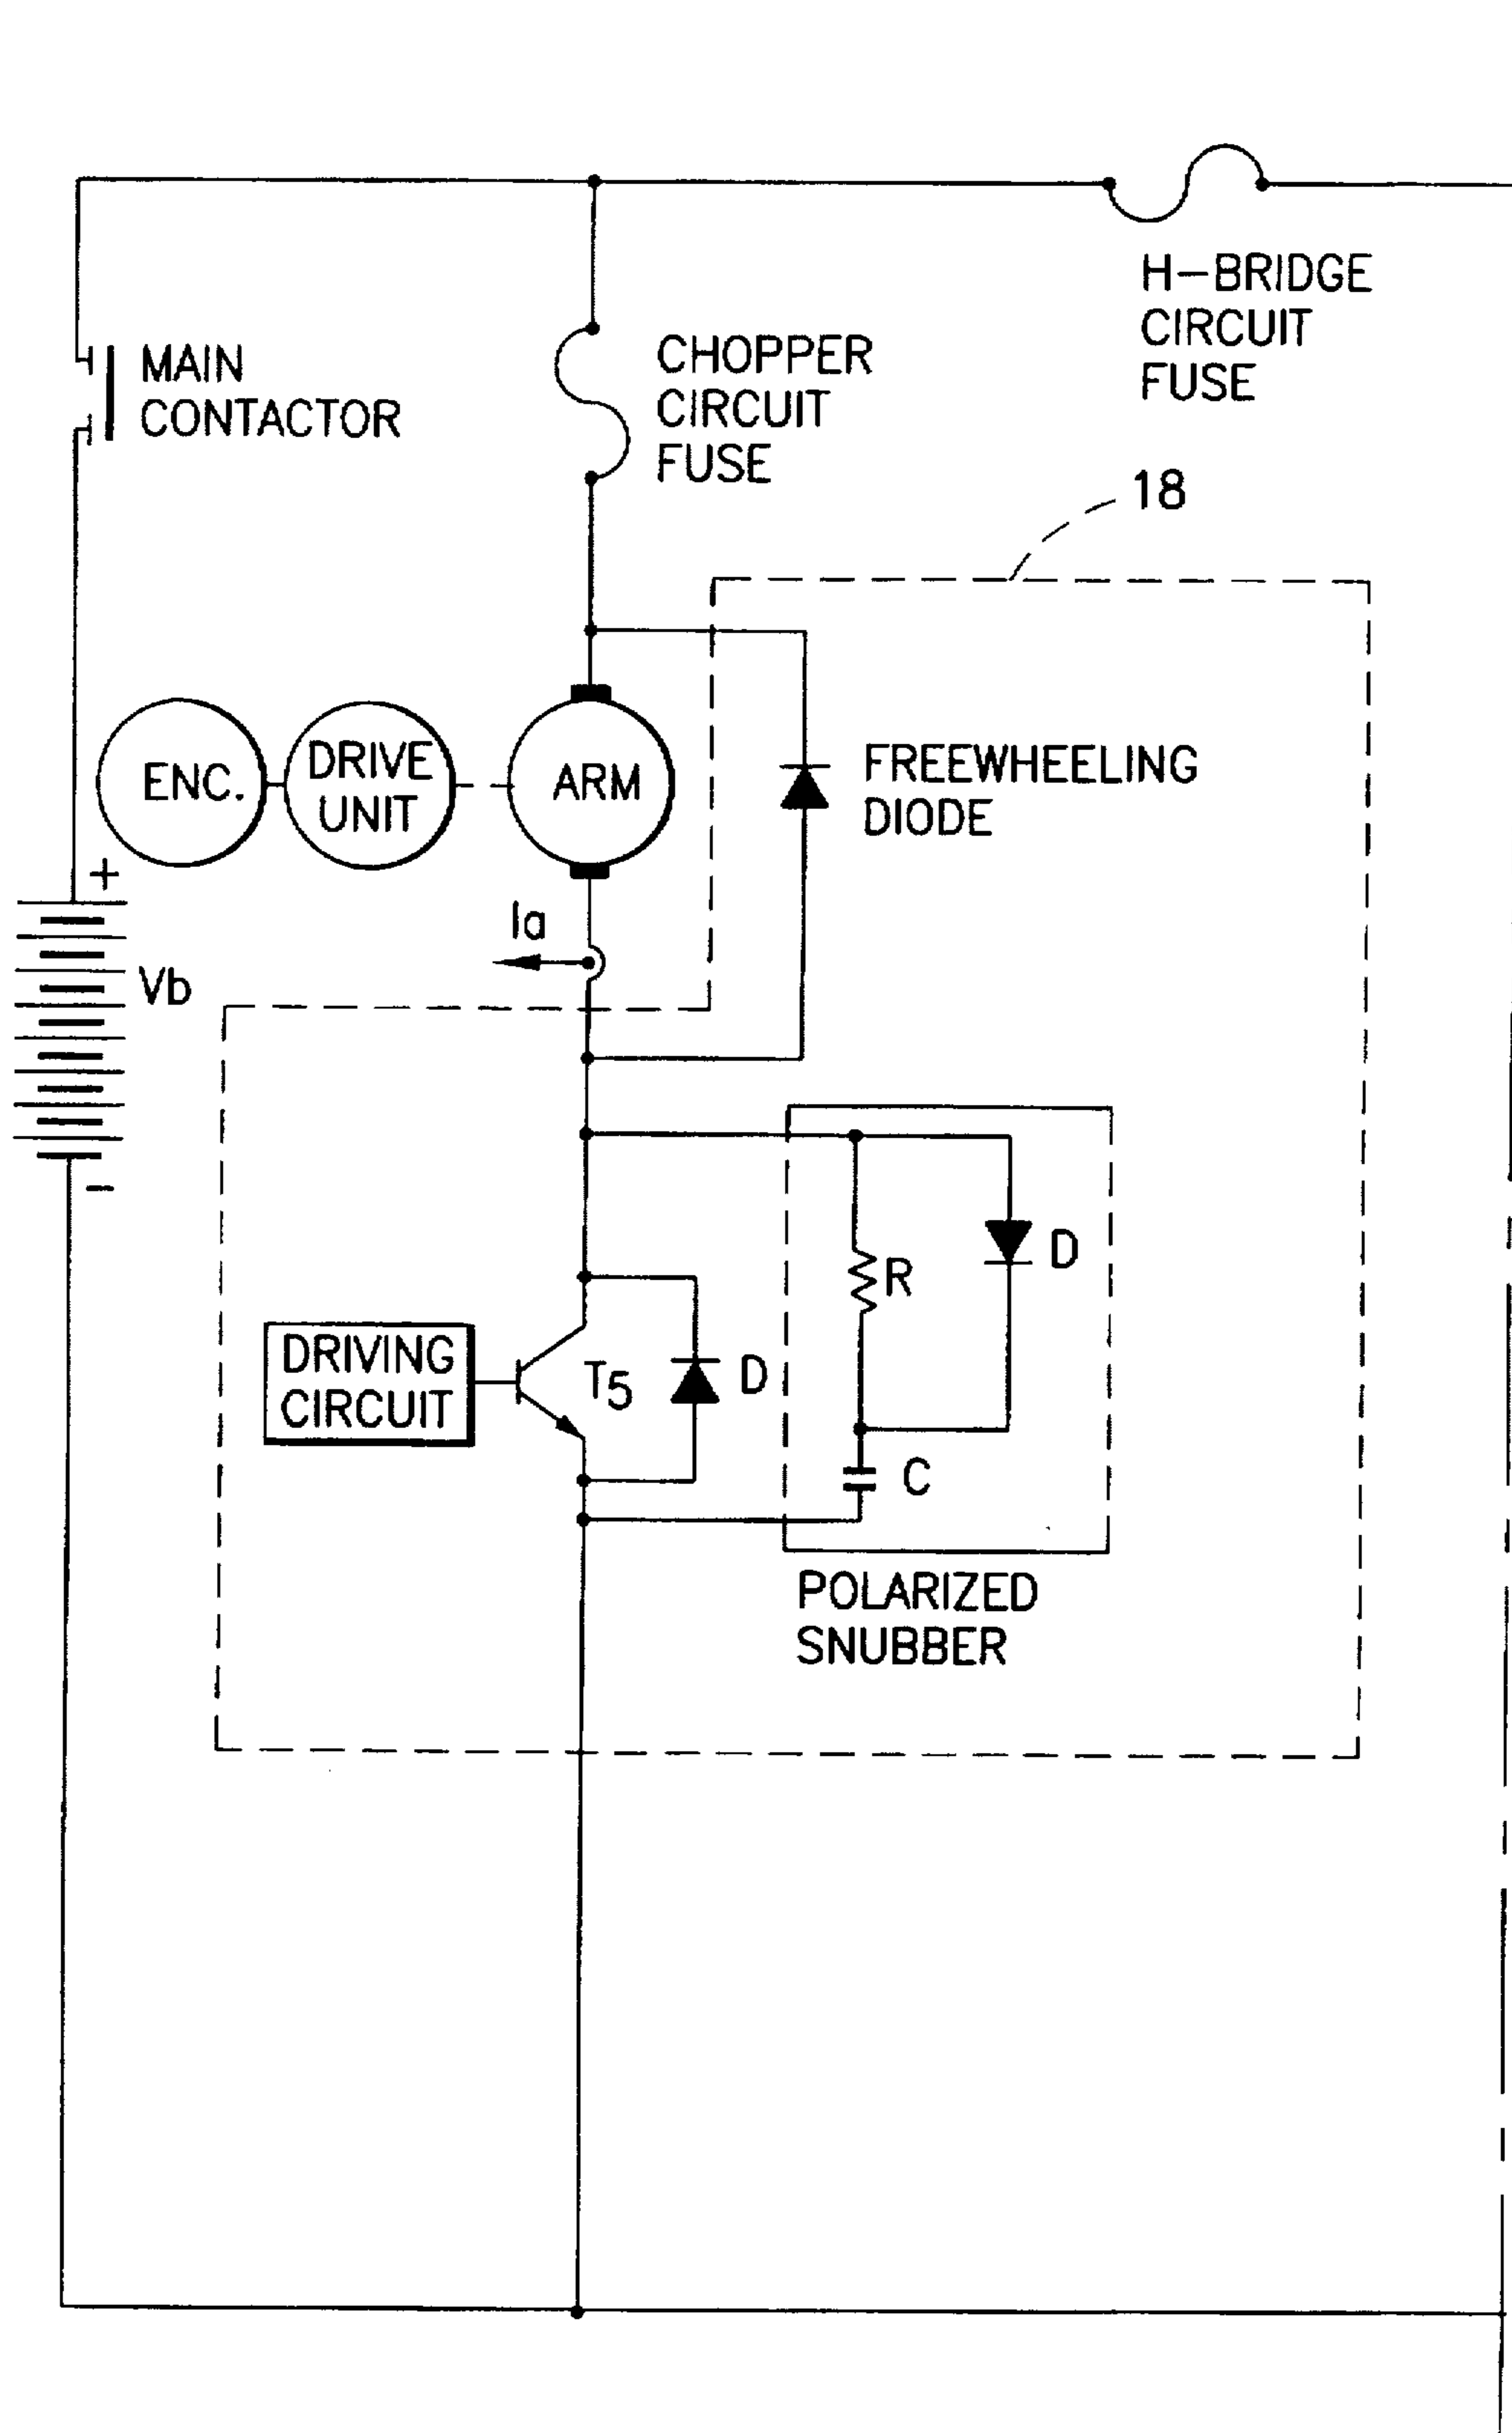 H-BRIDGE
CIRCUIT
FUSE
MAIN
CONTACTOR
CHOPPER
CIRCUIT
FUSE
18
ENC.
DRIVE
UNIT
ARM
FREEWHEELING
DIODE
+
Ia
Vb
−
R
D
DRIVING
CIRCUIT
T5
D
C
POLARIZED
SNUBBER